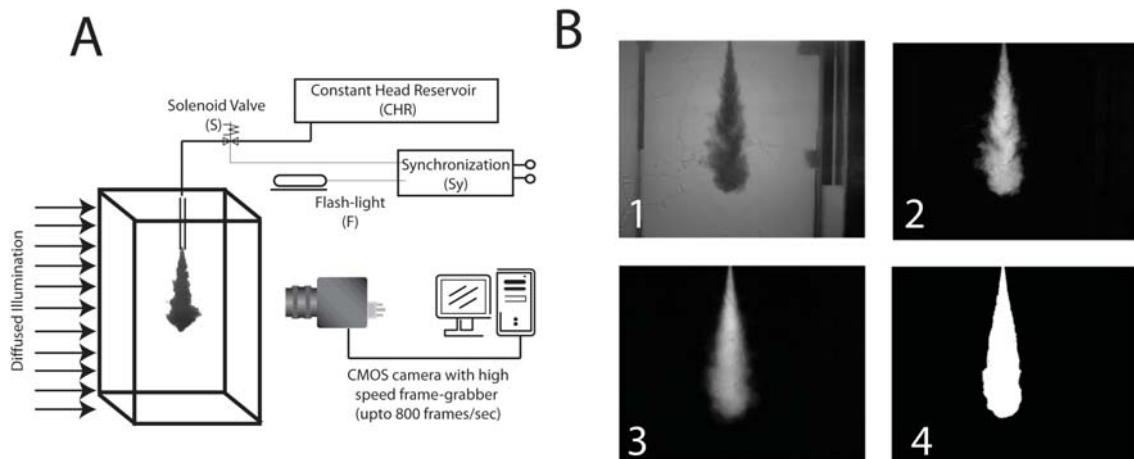 A
B
Constant Head Reservoir
(CHR)
Solenoid Valve
(S)
Synchronization
(Sy)
Flash-light
(F)
Diffused Illumination
CMOS camera with high
speed frame-grabber
(upto 800 frames/sec)
1
2
3
4